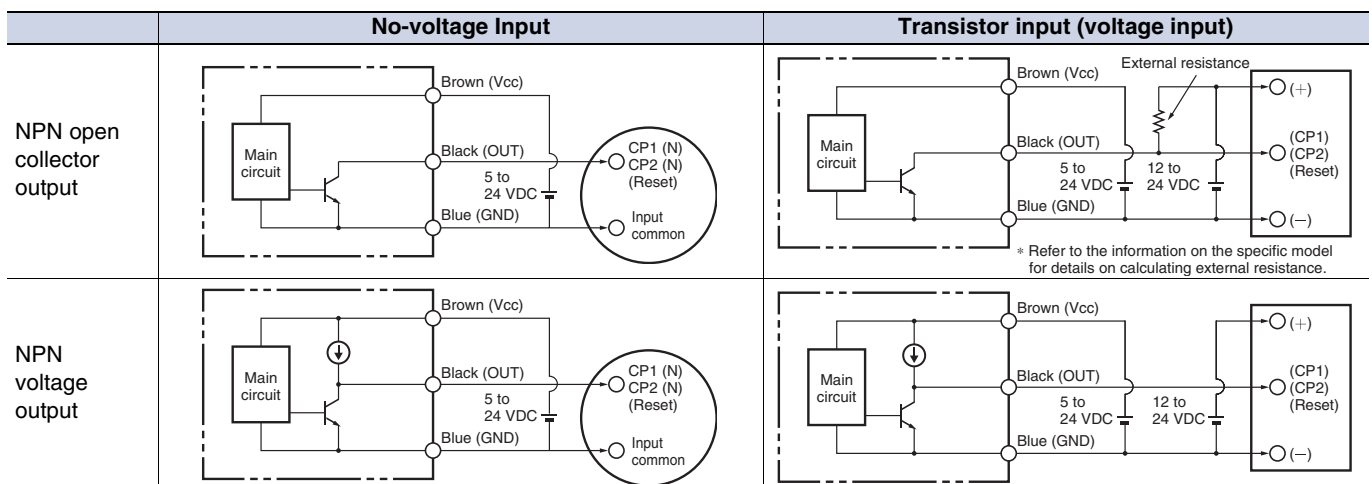 No-voltage Input
Transistor input (voltage input)
NPN open
collector
output
Main
circuit
Brown (Vcc)
Black (OUT)
5 to
24 VDC
Blue (GND)
CP1 (N)
CP2 (N)
(Reset)
Input
common
Main
circuit
Brown (Vcc)
External resistance
Black (OUT)
5 to
24 VDC
12 to
24 VDC
Blue (GND)
(+)
(CP1)
(CP2)
(Reset)
(−)
* Refer to the information on the specific model
for details on calculating external resistance.
NPN
voltage
output
Main
circuit
Brown (Vcc)
Black (OUT)
5 to
24 VDC
Blue (GND)
CP1 (N)
CP2 (N)
(Reset)
Input
common
Main
circuit
Brown (Vcc)
Black (OUT)
5 to
24 VDC
12 to
24 VDC
Blue (GND)
(+)
(CP1)
(CP2)
(Reset)
(−)